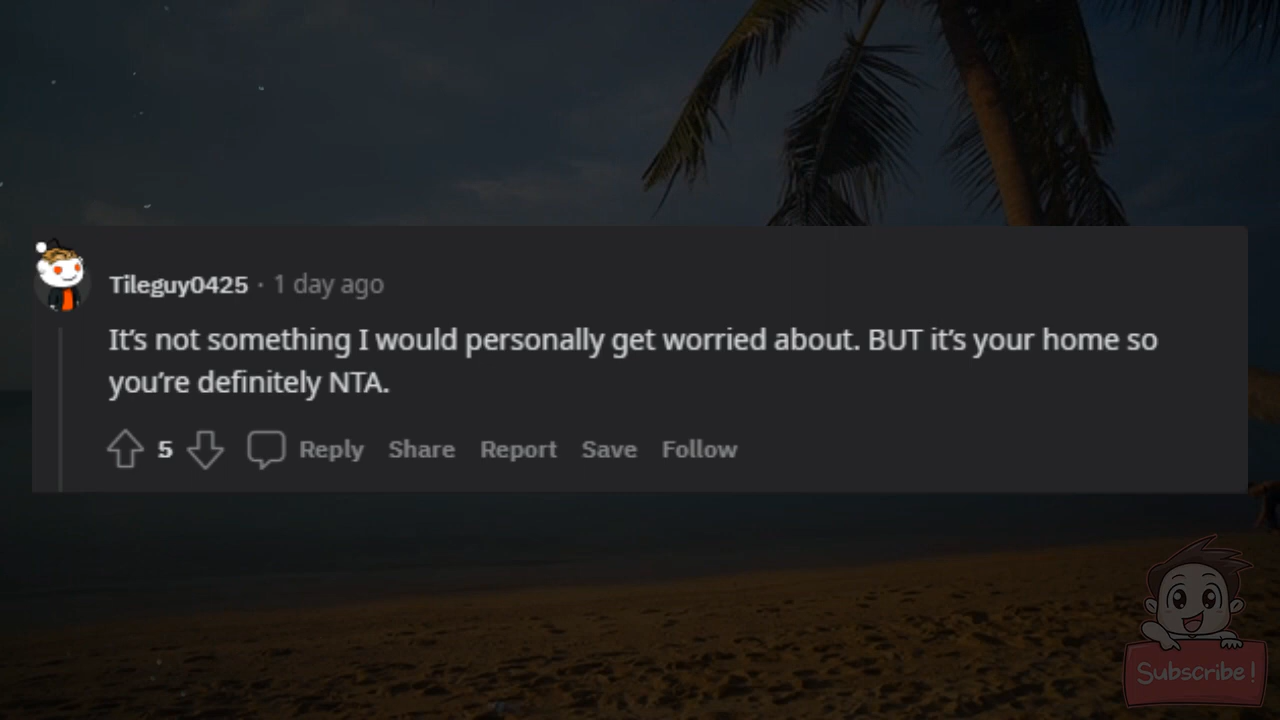 Tileguy0425 · 1 day ago
It’s not something I would personally get worried about. BUT it’s your home so
you’re definitely NTA.
5 Reply Share Report Save Follow
Subscribe!